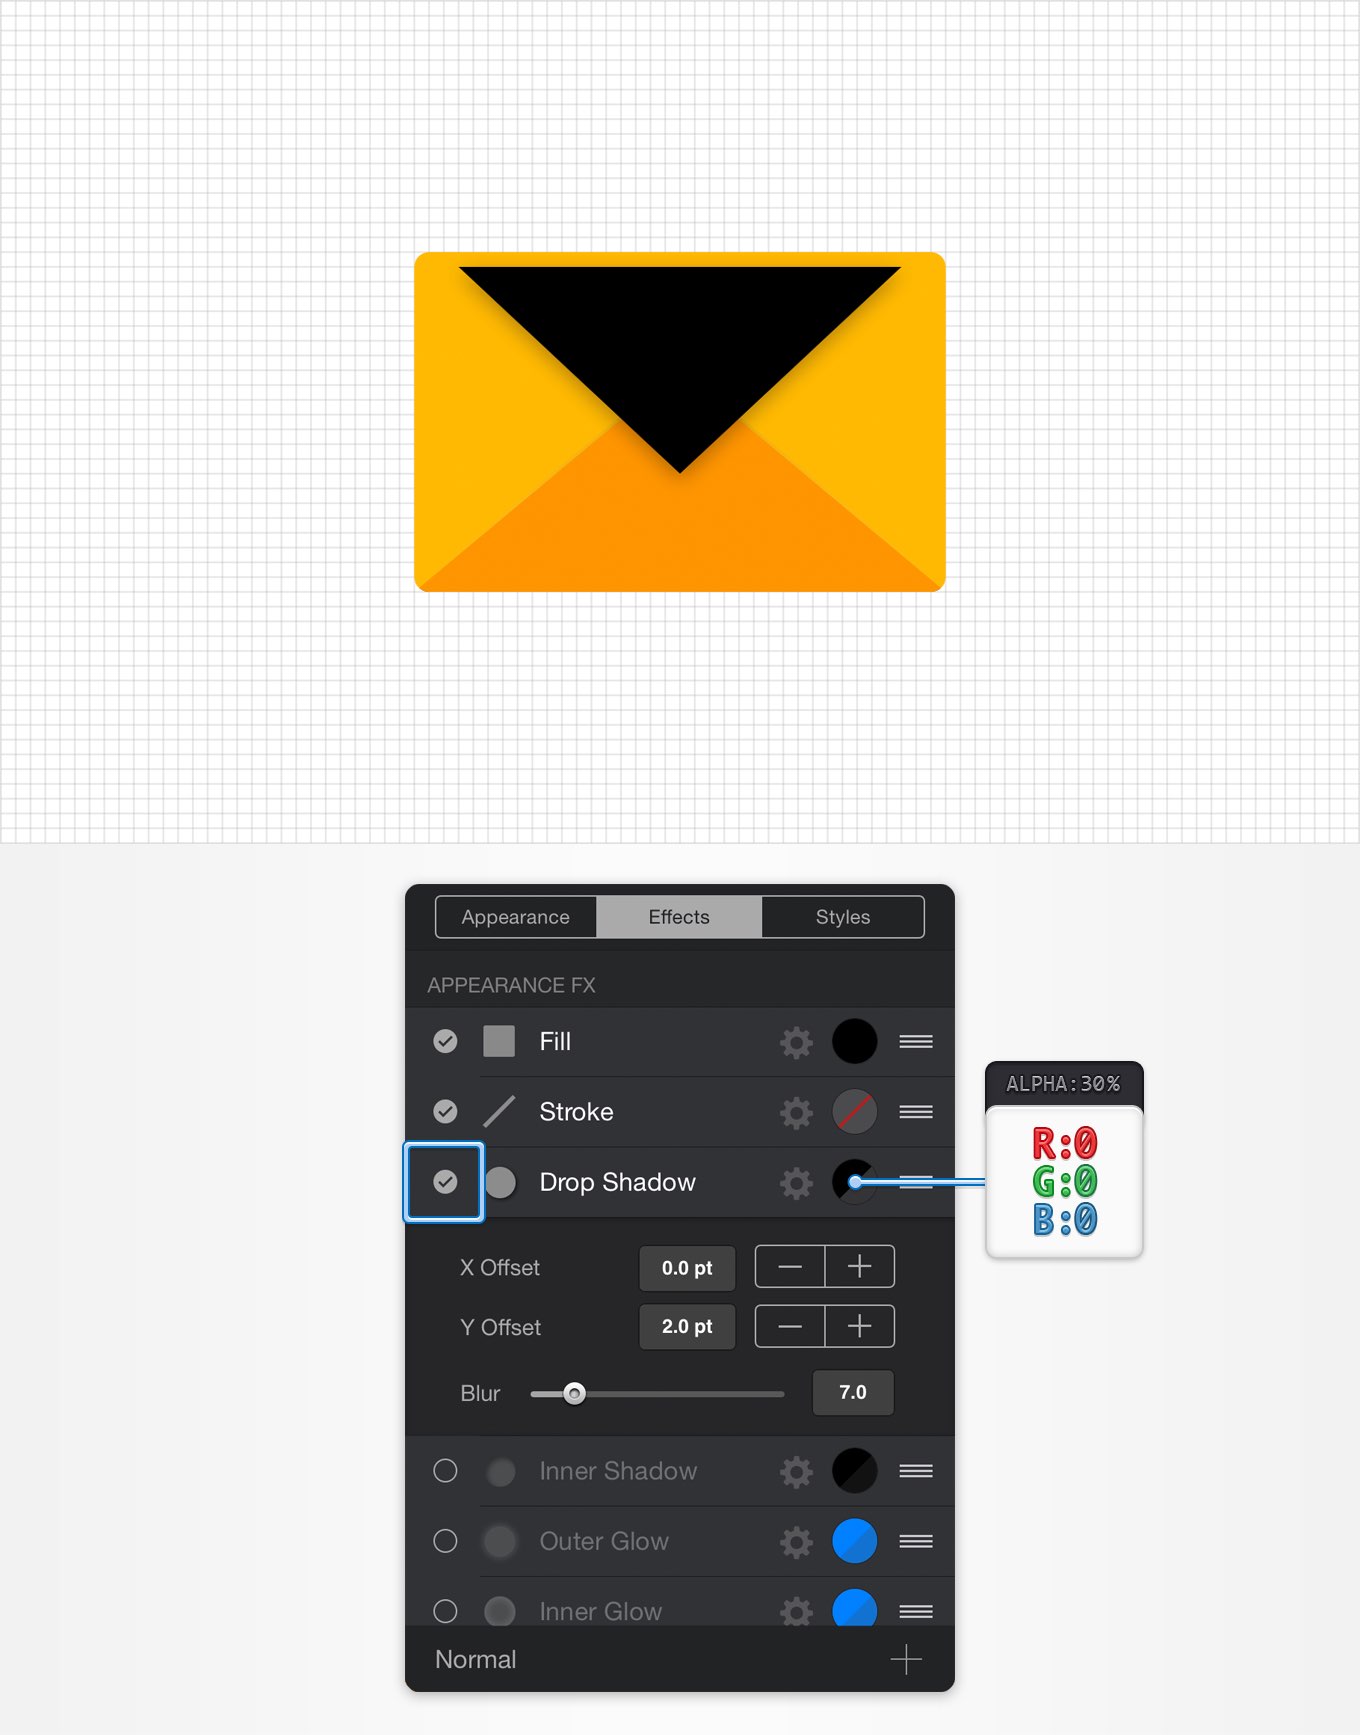 Appearance Effects Styles
APPEARANCE FX
Fill
Stroke
ALPHA:30%
R:0
G:0
B:0
Drop Shadow
X Offset 0.0 pt
Y Offset 2.0 pt
Blur 7.0
Inner Shadow
Outer Glow
Inner Glow
Normal